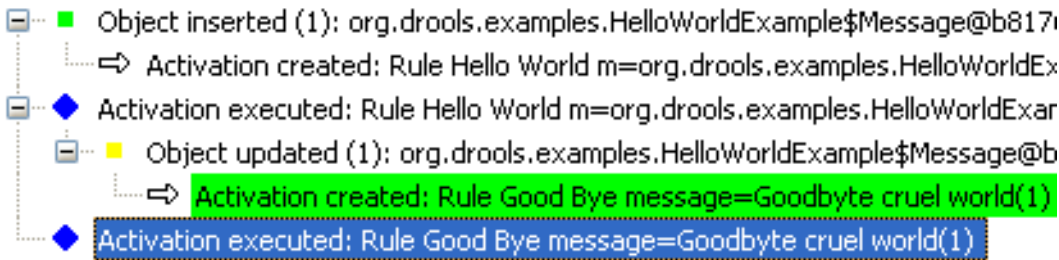 Object inserted (1): org.drools.examples.HelloWorldExample$Message@b817
Activation created: Rule Hello World m=org.drools.examples.HelloWorldEx
Activation executed: Rule Hello World m=org.drools.examples.HelloWorldExar
Object updated (1): org.drools.examples.HelloWorldExample$Message@b
Activation created: Rule Good Bye message=Goodbyte cruel world(1)
Activation executed: Rule Good Bye message=Goodbyte cruel world(1)